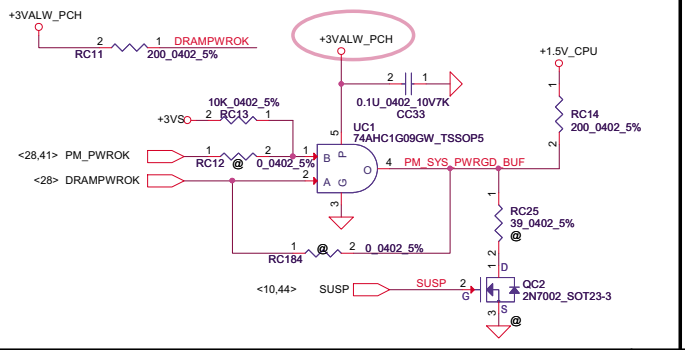 +3VALW_PCH
2 1 DRAMPWROK
RC11 200_0402_5%
+3VALW_PCH
2 1
0.1U_0402_10V7K
CC33
+1.5V_CPU
1
RC14
200_0402_5%
2
10K_0402_5%
+3VS 2 1
RC13
UC1
74AHC1G09GW_TSSOP5
5
<28,41> PM_PWROK 1 2 1 B P
RC12 @ 0_0402_5%
<28> DRAMPWROK 2 A G O 4 PM_SYS_PWRGD_BUF
3
1 @ 2 0_0402_5%
RC184
1
RC25
39_0402_5%
@
2
<10,44> SUSP SUSP 2 G
1 D
QC2
2N7002_SOT23-3
3 S
@